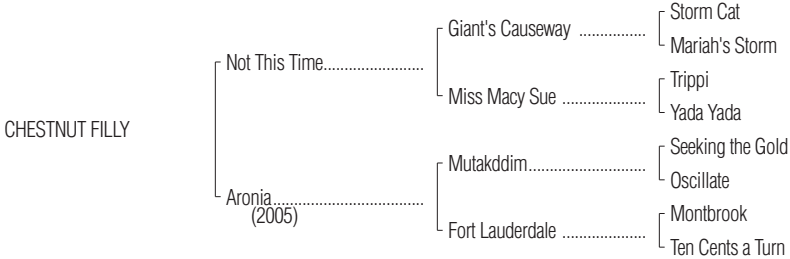 Storm Cat
Giant's Causeway ................
Mariah's Storm
Not This Time........................
Trippi
Miss Macy Sue ....................
Yada Yada
CHESTNUT FILLY
Seeking the Gold
Mutakddim............................
Oscillate
Aronia....................................
(2005)
Montbrook
Fort Lauderdale ....................
Ten Cents a Turn